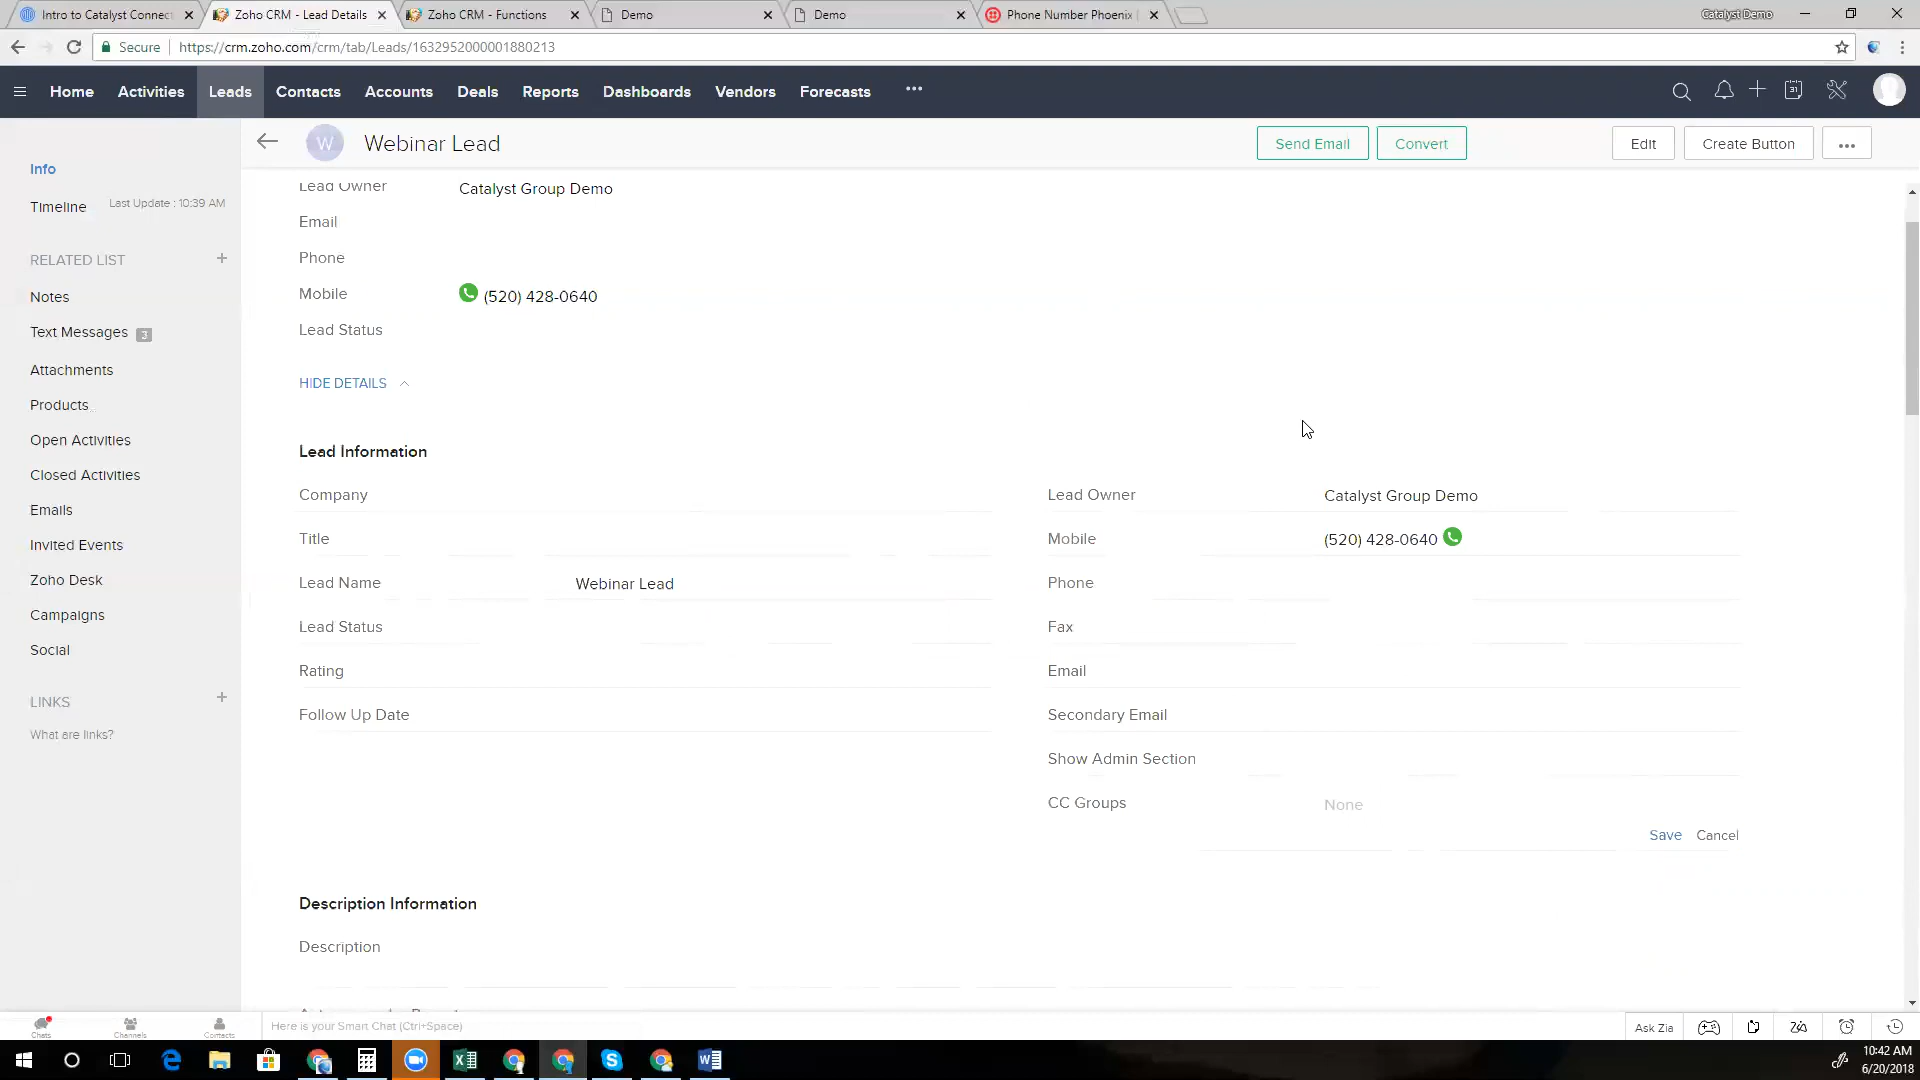 Intro to Catalyst Connect
Zoho CRM - Lead Details
Zoho CRM - Functions
Demo
Demo
Phone Number Phoenix |
Catalyst Demo
Secure
https://crm.zoho.com/crm/tab/Leads/1632952000001880213
Home
Activities
Leads
Contacts
Accounts
Deals
Reports
Dashboards
Vendors
Forecasts
31
W
Webinar Lead
Send Email
Convert
Edit
Create Button
Info
Timeline
Last Update : 10:39 AM
RELATED LIST
Notes
Text Messages 3
Attachments
Products
Open Activities
Closed Activities
Emails
Invited Events
Zoho Desk
Campaigns
Social
LINKS
What are links?
Lead Owner Catalyst Group Demo
Email
Phone
Mobile (520) 428-0640
Lead Status
HIDE DETAILS
Lead Information
Company
Title
Lead Name Webinar Lead
Lead Status
Rating
Follow Up Date
Lead Owner Catalyst Group Demo
Mobile (520) 428-0640
Phone
Fax
Email
Secondary Email
Show Admin Section
CC Groups None
Save Cancel
Description Information
Description
Chats
Channels
Contacts
Here is your Smart Chat (Ctrl+Space)
Ask Zia
10:42 AM
6/20/2018